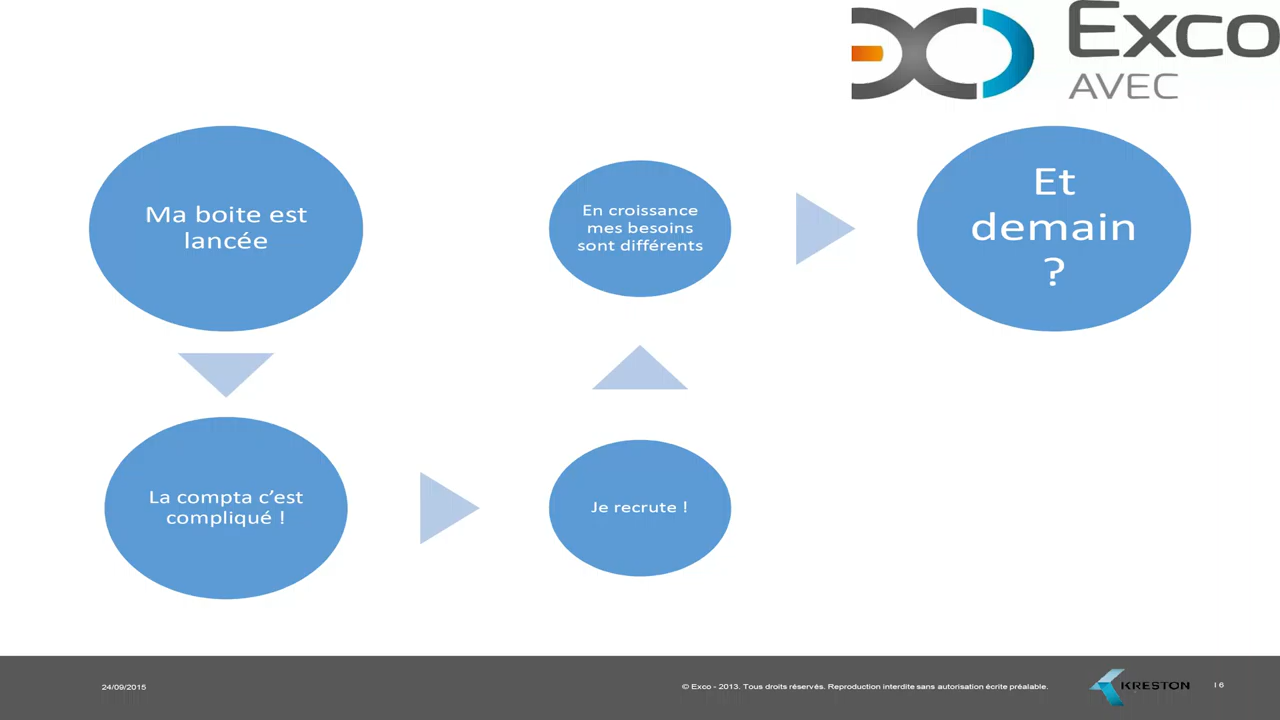 Exco
AVEC
Ma boite est
lancée
La compta c’est
compliqué !
Je recrute !
En croissance
mes besoins
sont différents
Et
demain
?
24/09/2015
© Exco - 2013. Tous droits réservés. Reproduction interdite sans autorisation écrite préalable.
KRESTON
I 6